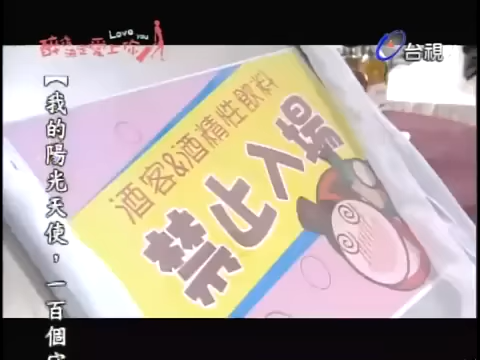 醉後決定愛上你
Love you
台視
酒客&酒精性飲料
禁止入場
【我的陽光天使，一百個